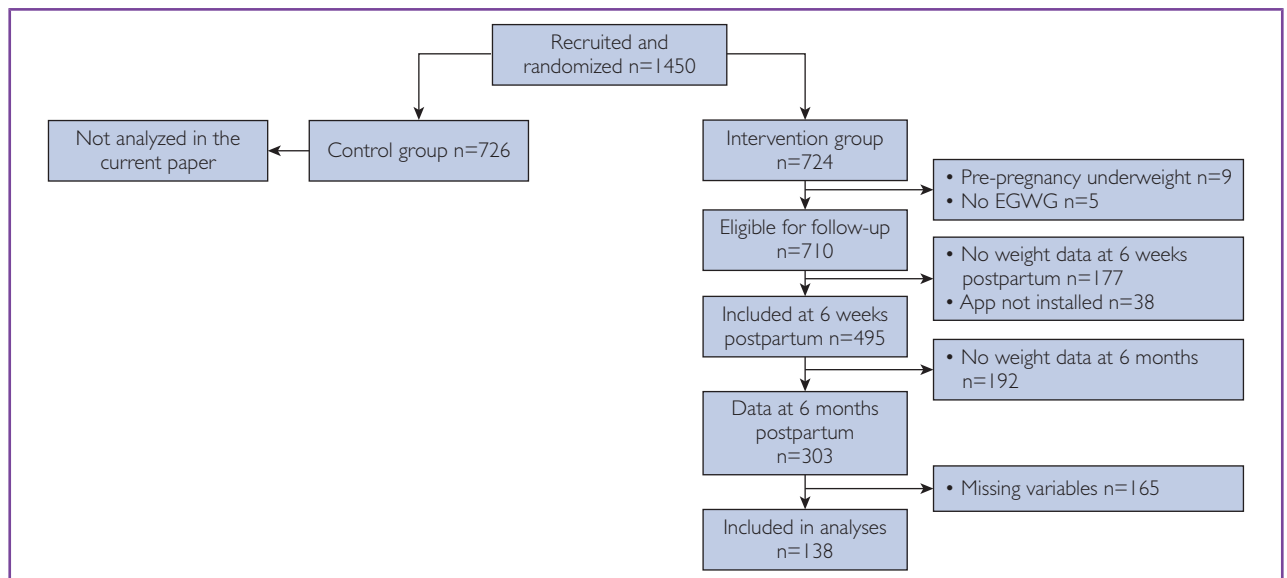 Recruited and
randomized n=1450
Not analyzed in the
current paper
Control group n=726
Intervention group
n=724
• Pre-pregnancy underweight n=9
• No EGWG n=5
Eligible for follow-up
n=710
• No weight data at 6 weeks
postpartum n=177
• App not installed n=38
Included at 6 weeks
postpartum n=495
• No weight data at 6 months
n=192
Data at 6 months
postpartum
n=303
• Missing variables n=165
Included in analyses
n=138